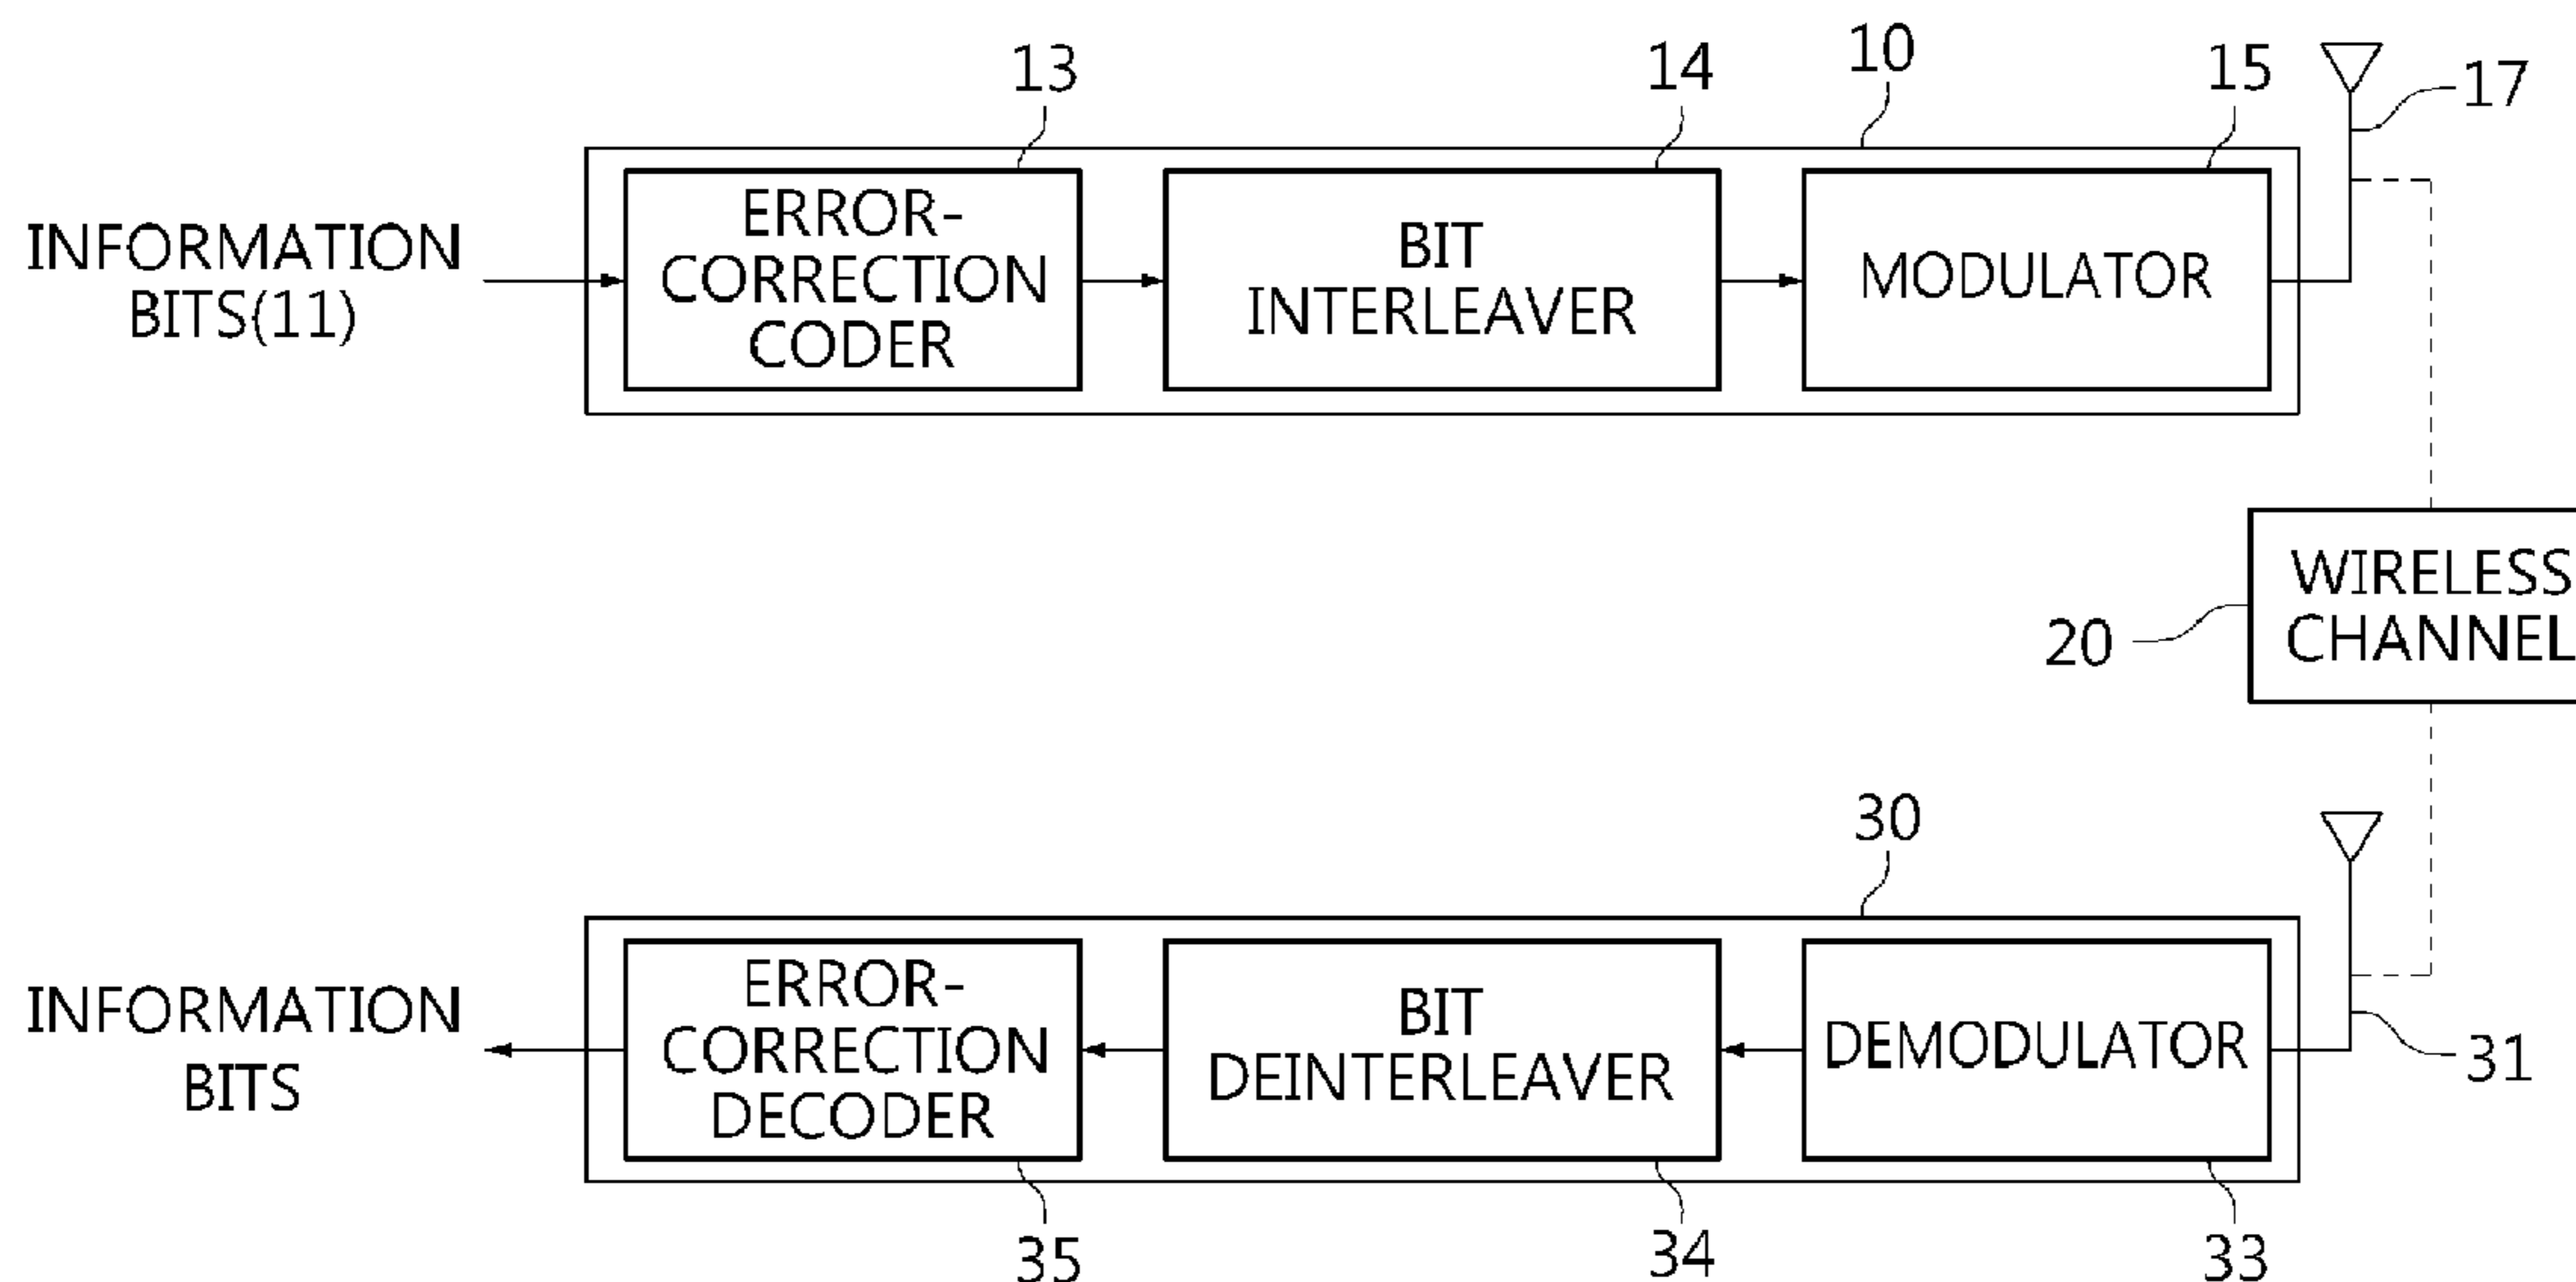 13
14
10
15
17
INFORMATION
BITS(11)
ERROR-
CORRECTION
CODER
BIT
INTERLEAVER
MODULATOR
WIRELESS
CHANNEL
20
30
INFORMATION
BITS
ERROR-
CORRECTION
DECODER
BIT
DEINTERLEAVER
DEMODULATOR
31
35
34
33